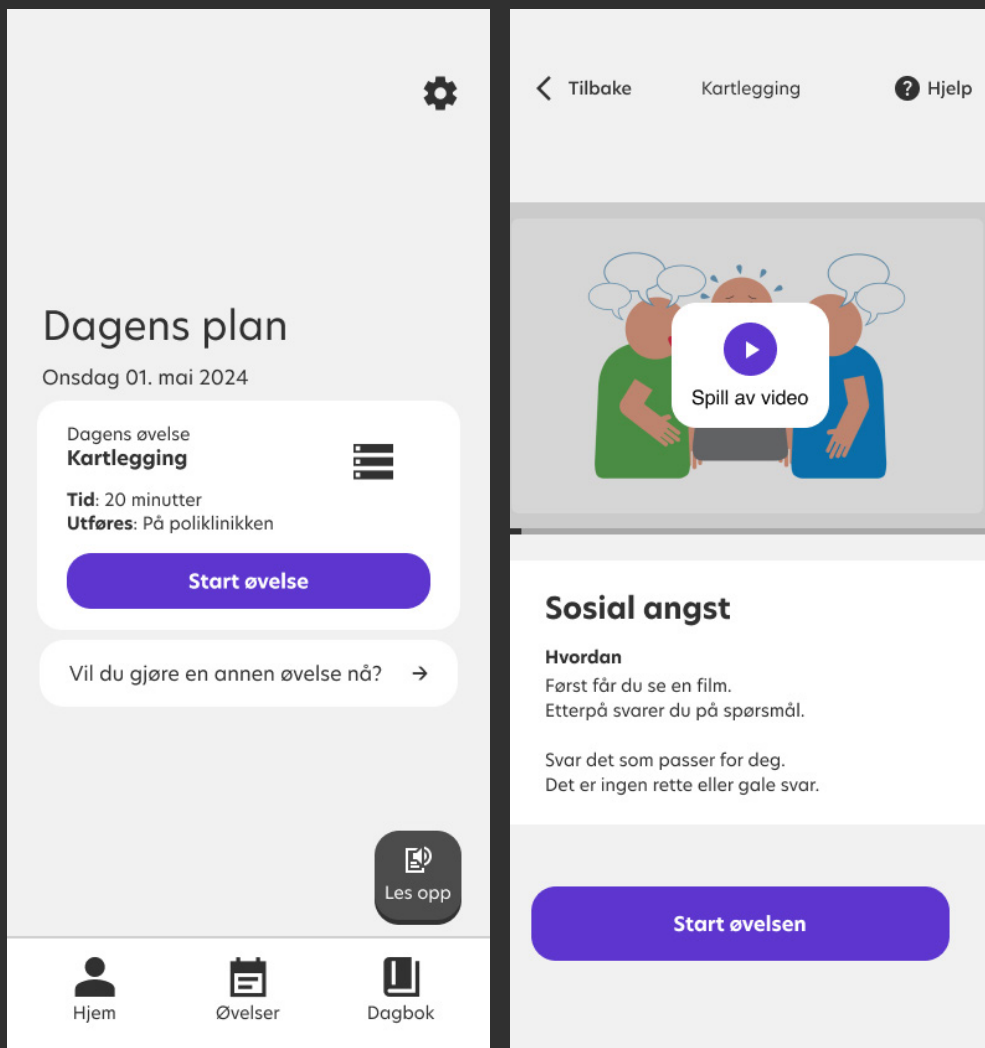 Dagens plan
Onsdag 01. mai 2024
Dagens øvelse
Kartlegging
Tid: 20 minutter
Utføres: På poliklinikken
Start øvelse
Vil du gjøre en annen øvelse nå?
Les opp
Hjem
Øvelser
Dagbok
Tilbake
Kartlegging
? Hjelp
Spill av video
Sosial angst
Hvordan
Først får du se en film.
Etterpå svarer du på spørsmål.
Svar det som passer for deg.
Det er ingen rette eller gale svar.
Start øvelsen